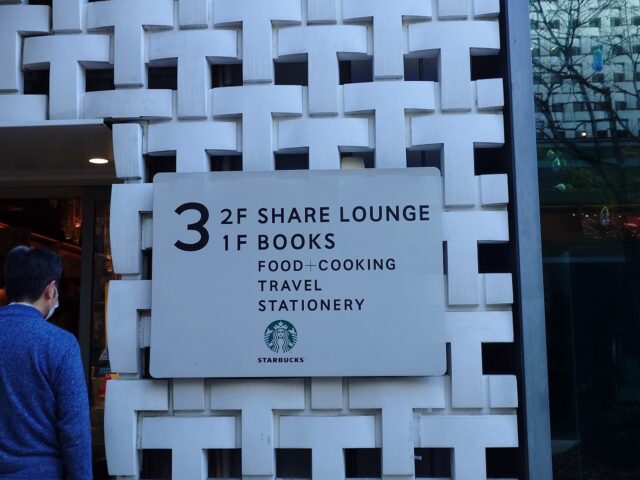 3 2F SHARE LOUNGE
1F BOOKS
FOOD+COOKING
TRAVEL
STATIONERY
STARBUCKS